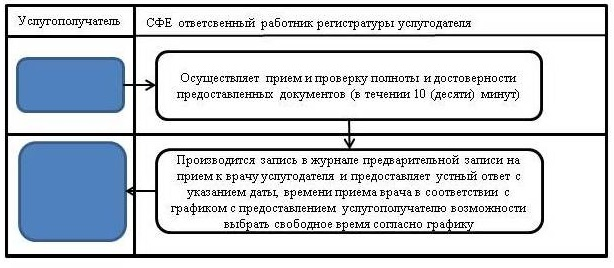 Услугополучатель
СФЕ ответсвенный работник регистратуры услугодателя
Осуществляет прием и проверку полноты и достоверности
предоставленных документов (в течении 10 (десяти) минут)
Производится запись в журнале предварительной записи на
прием к врачу услугодателя и предоставляет устный ответ с
указанием даты, времени приема врача в соответствии с
графиком с предоставлением услугополучателю возможности
выбрать свободное время согласно графику